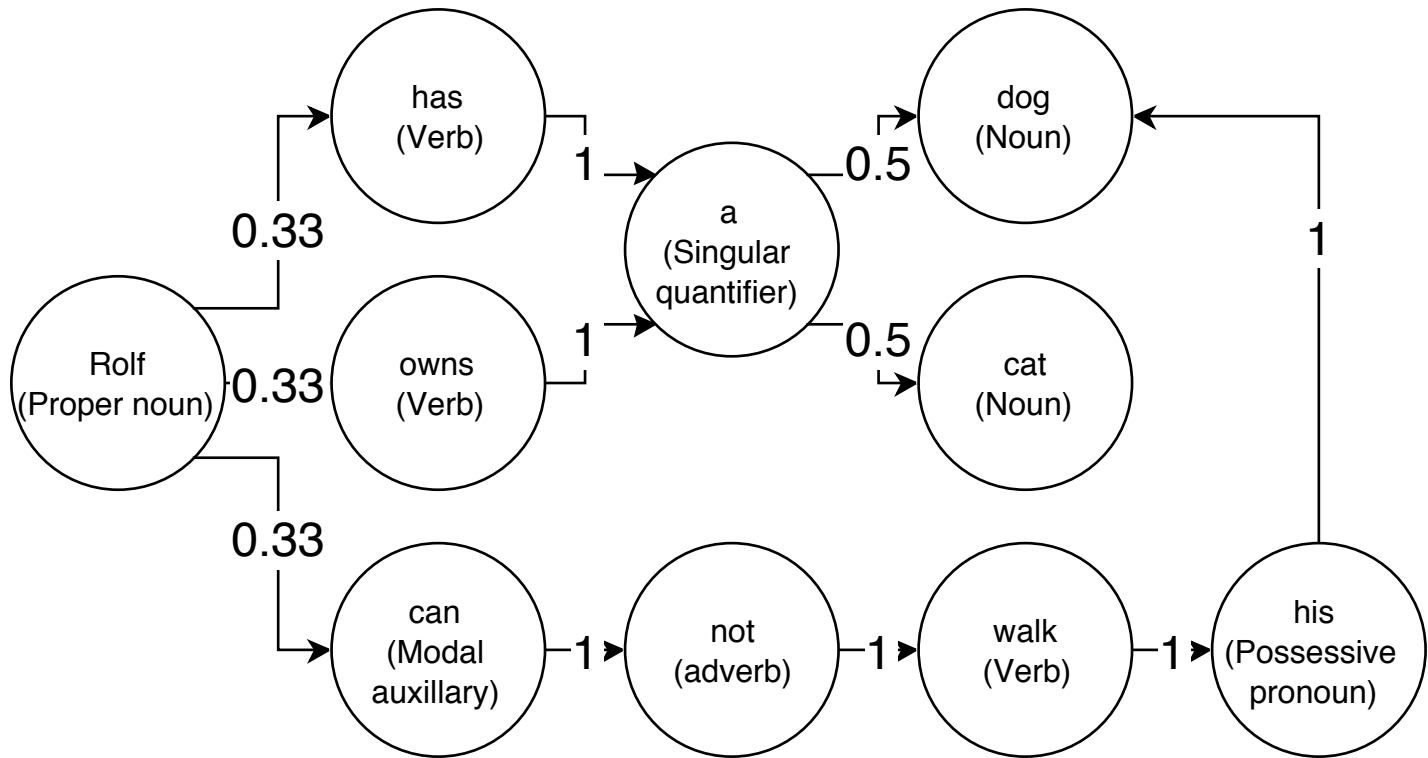 has
(Verb)
dog
(Noun)
1
0.5
a
(Singular
quantifier)
0.33
1
Rolf
(Proper noun)
0.33
owns
(Verb)
1
0.5
cat
(Noun)
0.33
can
(Modal
auxillary)
1
not
(adverb)
1
walk
(Verb)
1
his
(Possessive
pronoun)